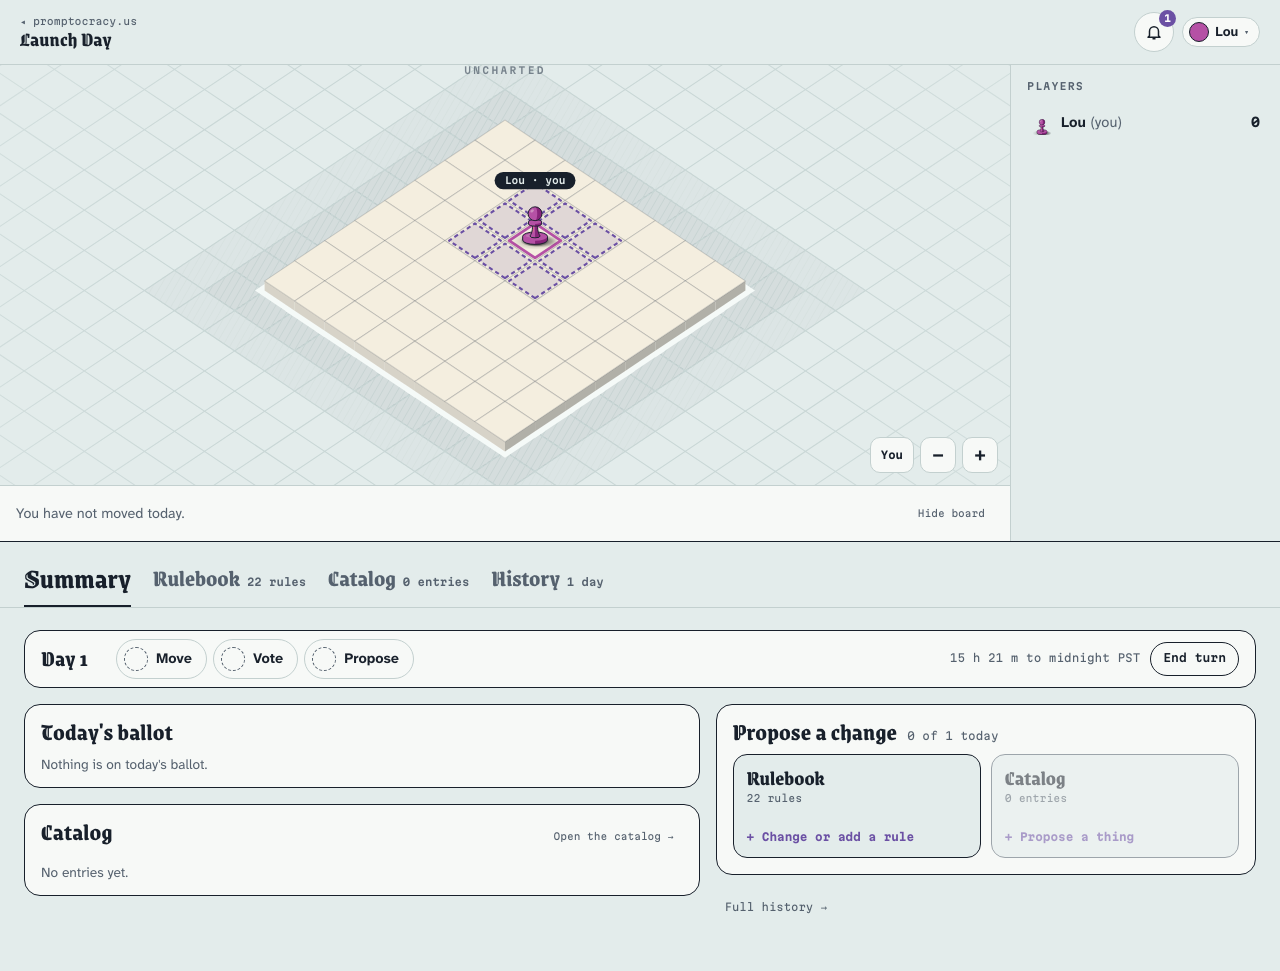 ◂ promptocracy.us
Launch Day
1
Lou ▾
UNCHARTED
Lou · you
You
−
+
PLAYERS
Lou (you) 0
You have not moved today.
Hide board
Summary
Rulebook 22 rules
Catalog 0 entries
History 1 day
Day 1
Move
Vote
Propose
15 h 21 m to midnight PST
End turn
Today's ballot
Nothing is on today's ballot.
Catalog
Open the catalog →
No entries yet.
Propose a change 0 of 1 today
Rulebook
22 rules
+ Change or add a rule
Catalog
0 entries
+ Propose a thing
Full history →